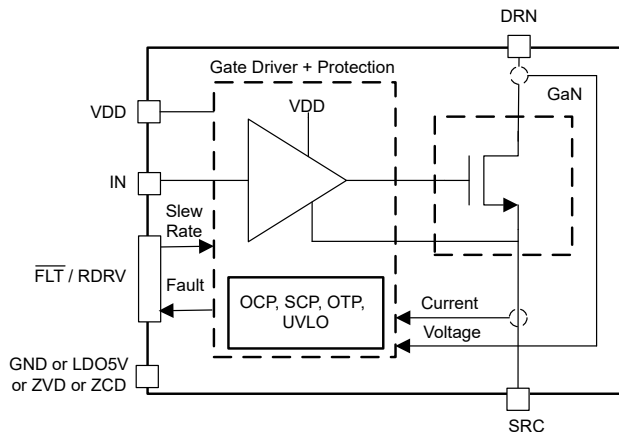 DRN
Gate Driver + Protection
GaN
VDD
VDD
IN
Slew
Rate
FLT / RDRV
Fault
OCP, SCP, OTP,
UVLO
Current
Voltage
GND or LDO5V
or ZVD or ZCD
SRC